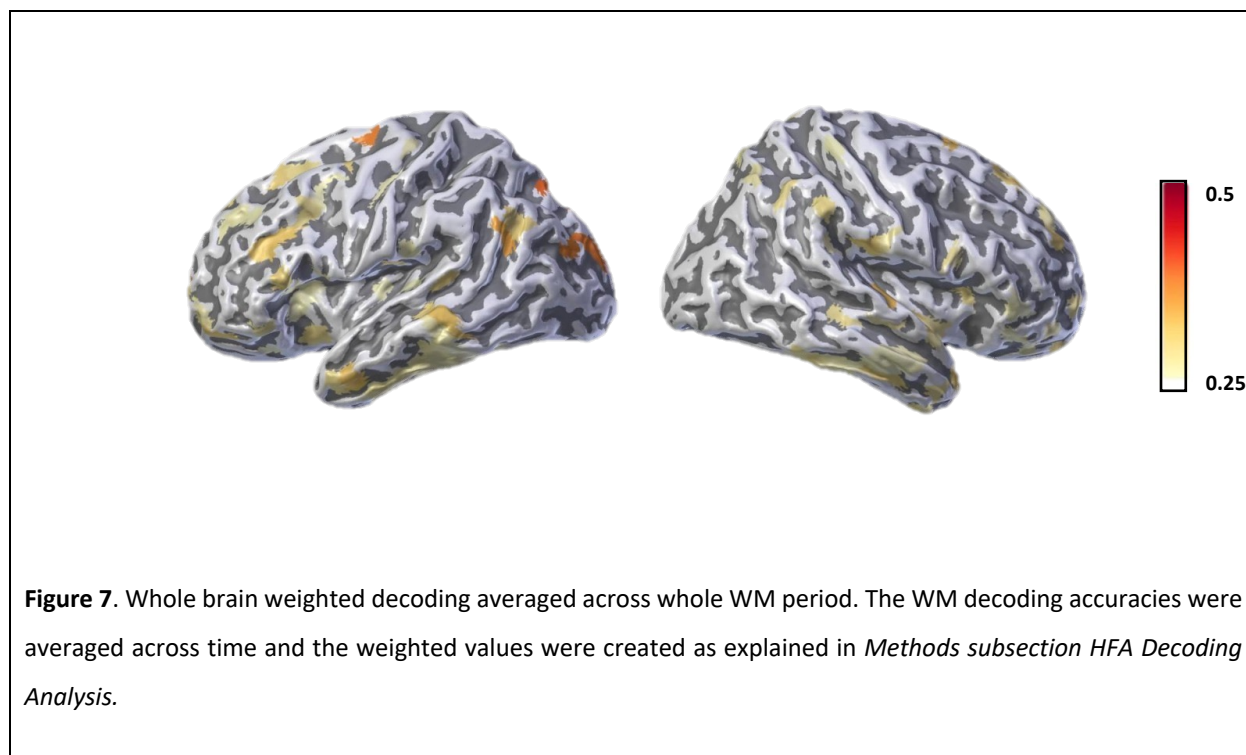 0.5
0.25
Figure 7. Whole brain weighted decoding averaged across whole WM period. The WM decoding accuracies were
averaged across time and the weighted values were created as explained in Methods subsection HFA Decoding
Analysis.